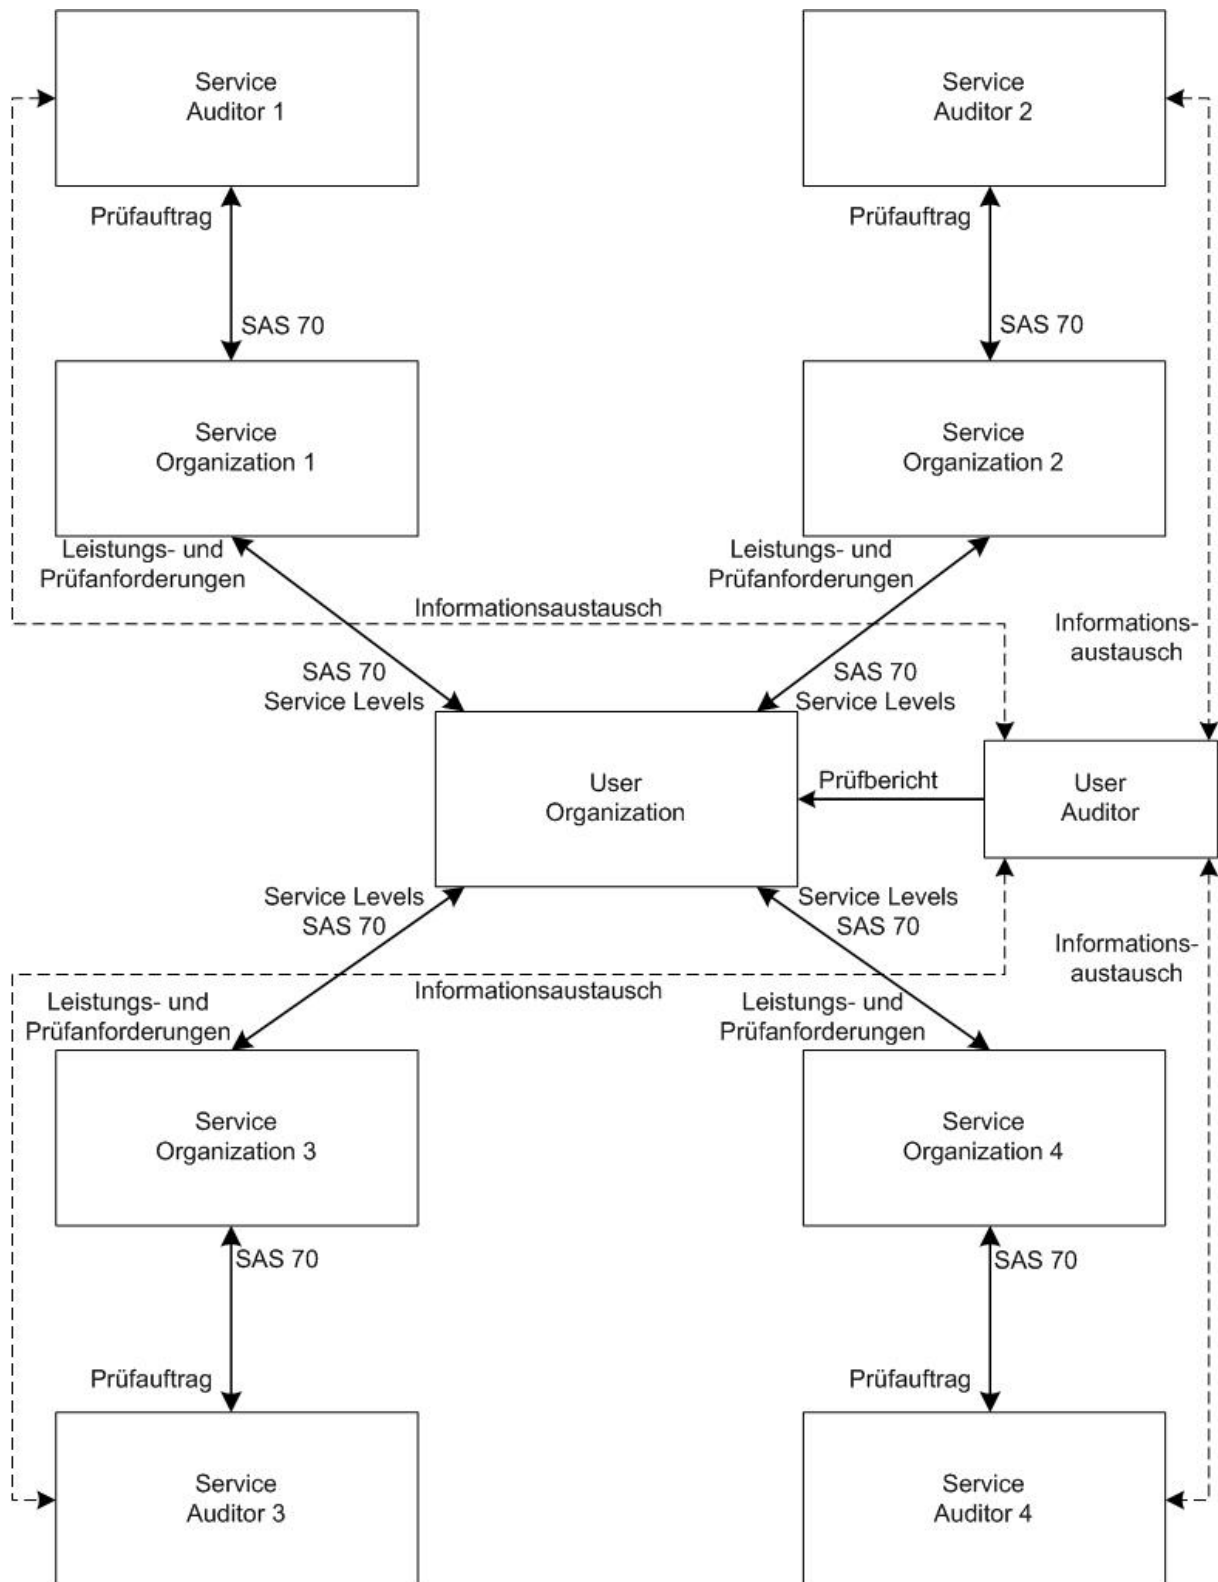 Service
Auditor 1
Service
Auditor 2
Prüfauftrag
Prüfauftrag
SAS 70
SAS 70
Service
Organization 1
Service
Organization 2
Leistungs- und
Prüfanforderungen
Leistungs- und
Prüfanforderungen
Informationsaustausch
Informations-
austausch
SAS 70
Service Levels
SAS 70
Service Levels
User
Organization
Prüfbericht
User
Auditor
Service Levels
SAS 70
Service Levels
SAS 70
Informations-
austausch
Informationsaustausch
Leistungs- und
Prüfanforderungen
Leistungs- und
Prüfanforderungen
Service
Organization 3
Service
Organization 4
SAS 70
SAS 70
Prüfauftrag
Prüfauftrag
Service
Auditor 3
Service
Auditor 4